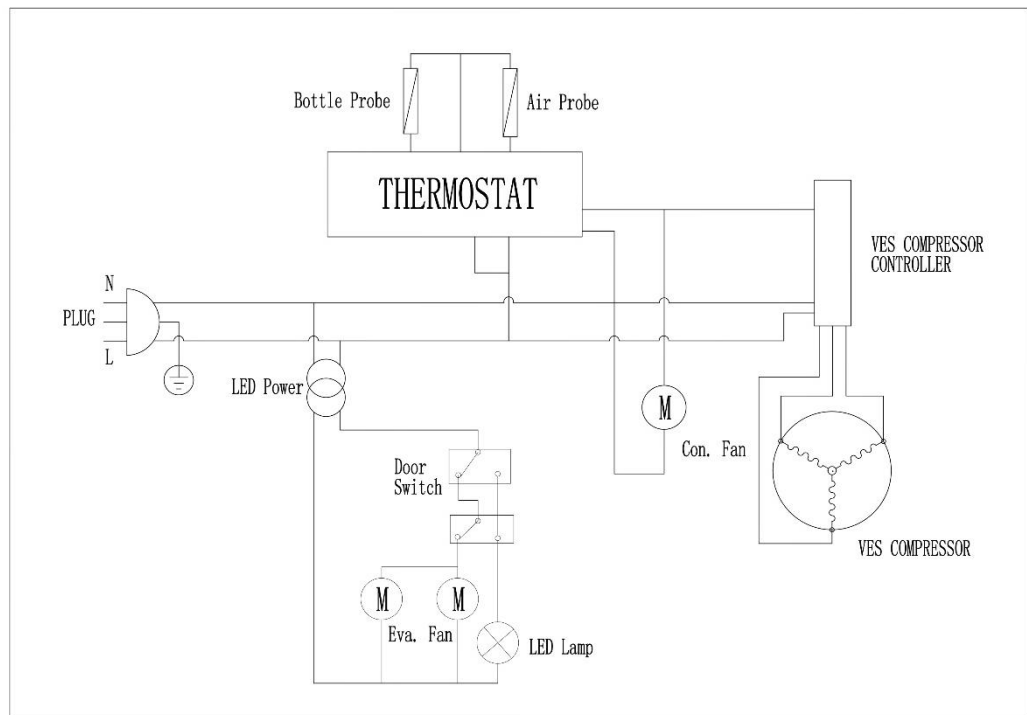 Bottle Probe
Air Probe
THERMOSTAT
VES COMPRESSOR
CONTROLLER
N
PLUG
L
LED Power
M
Con. Fan
Door
Switch
VES COMPRESSOR
M
M
Eva. Fan
LED Lamp